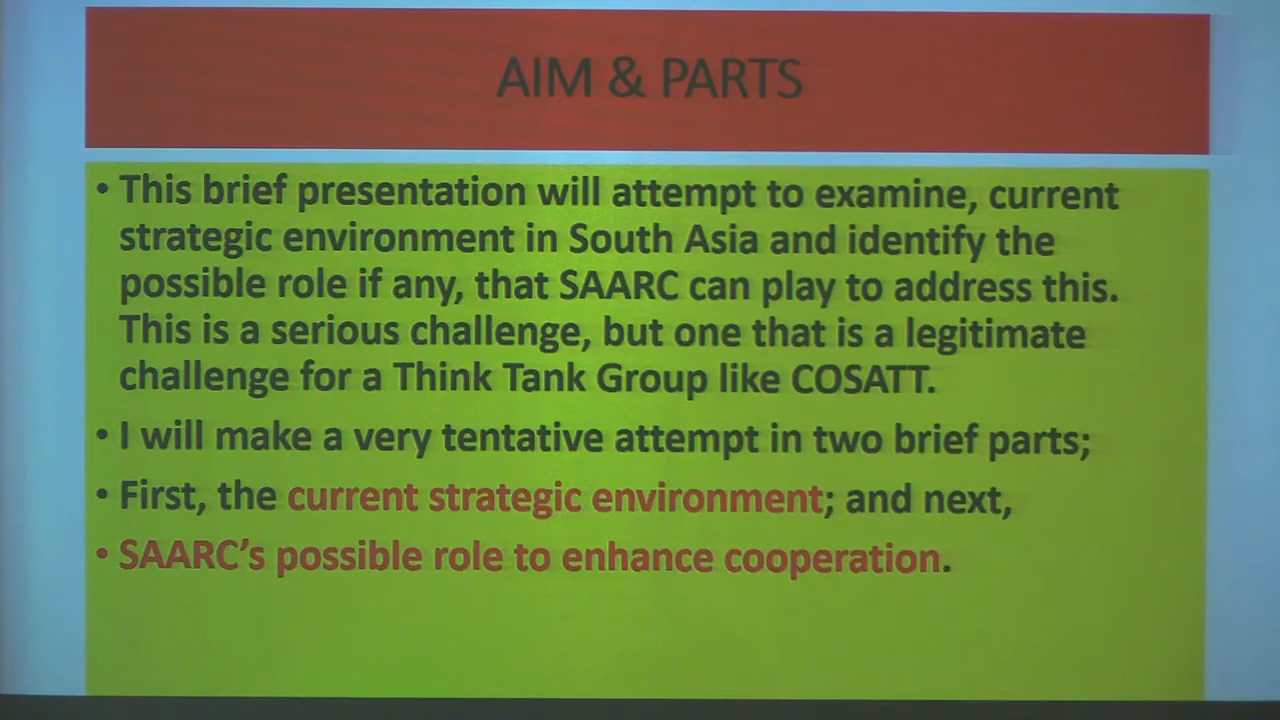 AIM & PARTS
• This brief presentation will attempt to examine, current
strategic environment in South Asia and identify the
possible role if any, that SAARC can play to address this.
This is a serious challenge, but one that is a legitimate
challenge for a Think Tank Group like COSATT.
• I will make a very tentative attempt in two brief parts;
• First, the current strategic environment; and next,
• SAARC’s possible role to enhance cooperation.